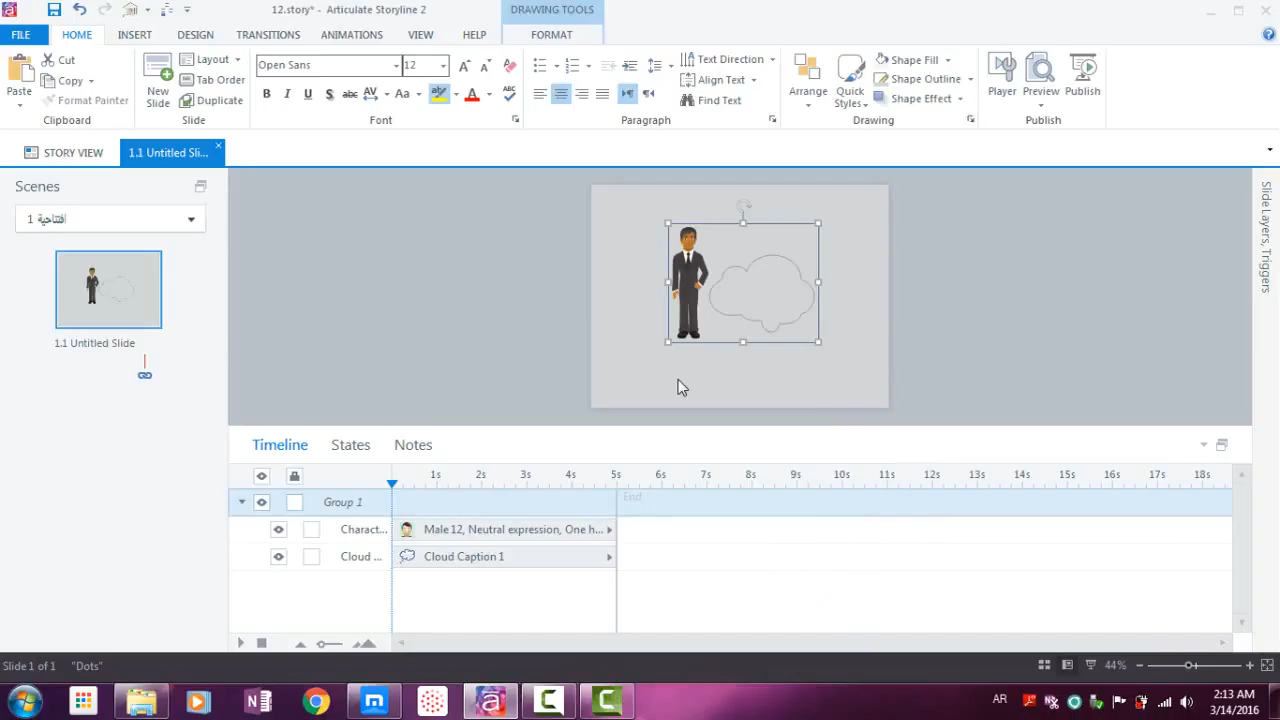 12.story* - Articulate Storyline 2
DRAWING TOOLS
FILE
HOME
INSERT
DESIGN
TRANSITIONS
ANIMATIONS
VIEW
HELP
FORMAT
Paste
Cut
Copy
Format Painter
Clipboard
New Slide
Layout
Tab Order
Duplicate
Slide
Open Sans
12
B I U S abc AV Aa
Font
Text Direction
Align Text
Find Text
Paragraph
Arrange
Quick Styles
Shape Fill
Shape Outline
Shape Effect
Drawing
Player
Preview
Publish
Publish
STORY VIEW
1.1 Untitled Sli...
Scenes
1 افتتاحية
1.1 Untitled Slide
Slide Layers, Triggers
Timeline
States
Notes
1s 2s 3s 4s 5s 6s 7s 8s 9s 10s 11s 12s 13s 14s 15s 16s 17s 18s
Group 1
End
Charact...
Male 12, Neutral expression, One h...
Cloud ...
Cloud Caption 1
Slide 1 of 1
"Dots"
44%
AR
2:13 AM
3/14/2016